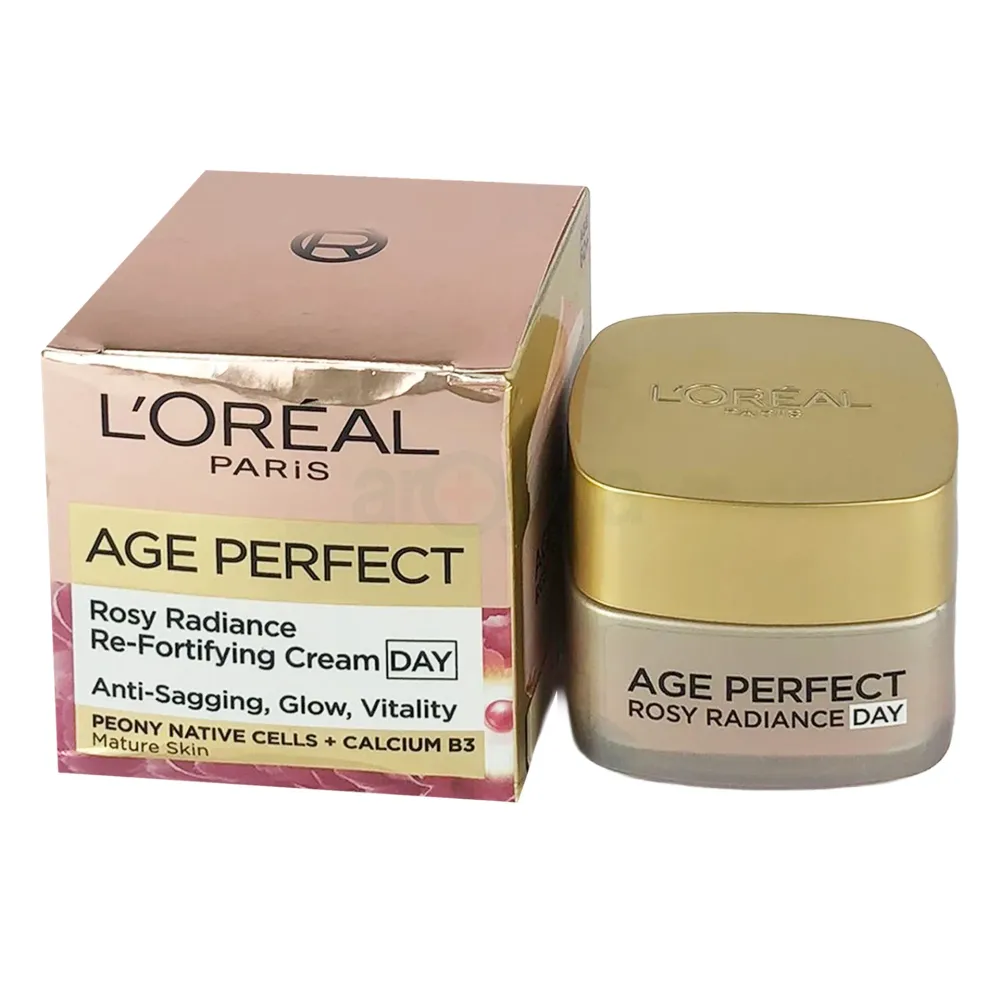 L'ORÉAL
PARiS
AGE PERFECT
Rosy Radiance
Re-Fortifying Cream DAY
Anti-Sagging, Glow, Vitality
PEONY NATIVE CELLS + CALCIUM B3
Mature Skin
L'ORÉAL
PARIS
AGE PERFECT
ROSY RADIANCE DAY